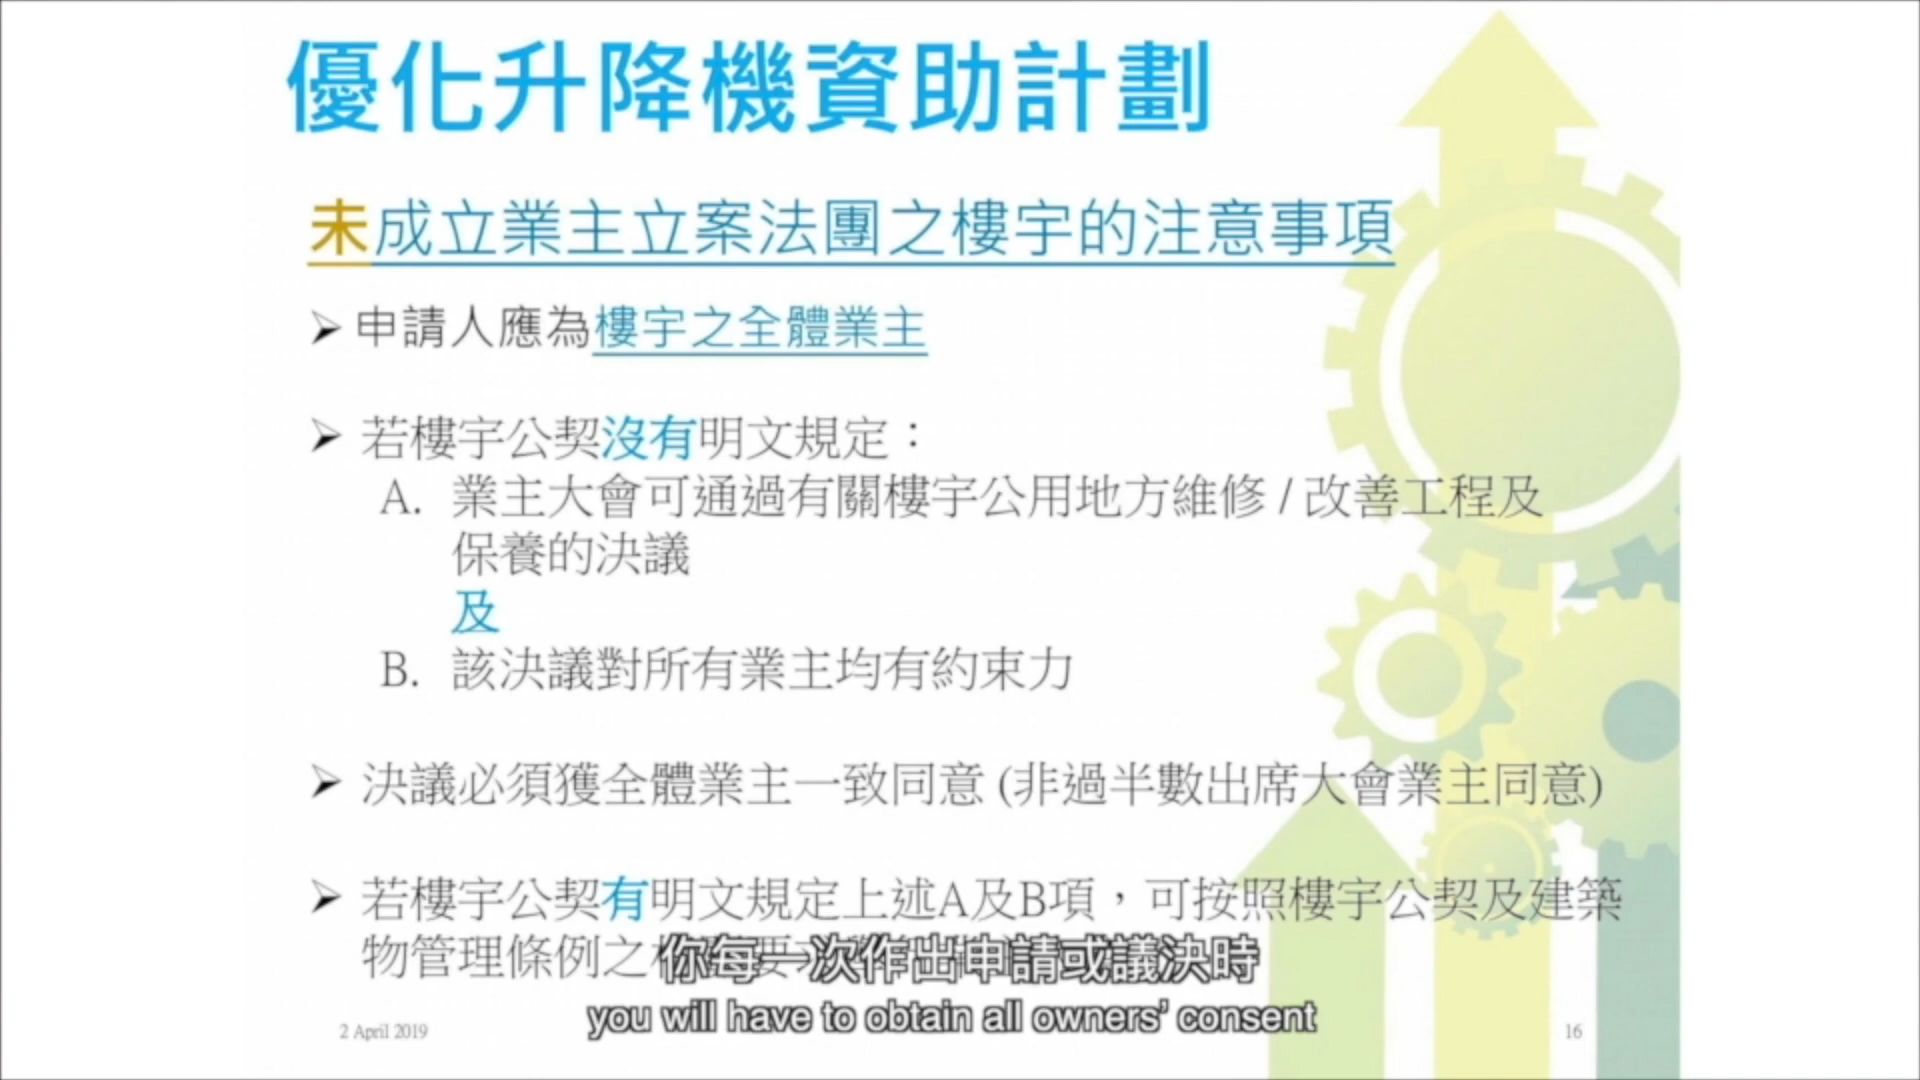 優化升降機資助計劃
未成立業主立案法團之樓宇的注意事項
➢ 申請人應為樓宇之全體業主
➢ 若樓宇公契沒有明文規定：
A. 業主大會可通過有關樓宇公用地方維修 / 改善工程及
保養的決議
及
B. 該決議對所有業主均有約束力
➢ 決議必須獲全體業主一致同意 (非過半數出席大會業主同意)
➢ 若樓宇公契有明文規定上述A及B項，可按照樓宇公契及建築
物管理條例之
你每一次作出申請或議決時
you will have to obtain all owners' consent
2 April 2019
16